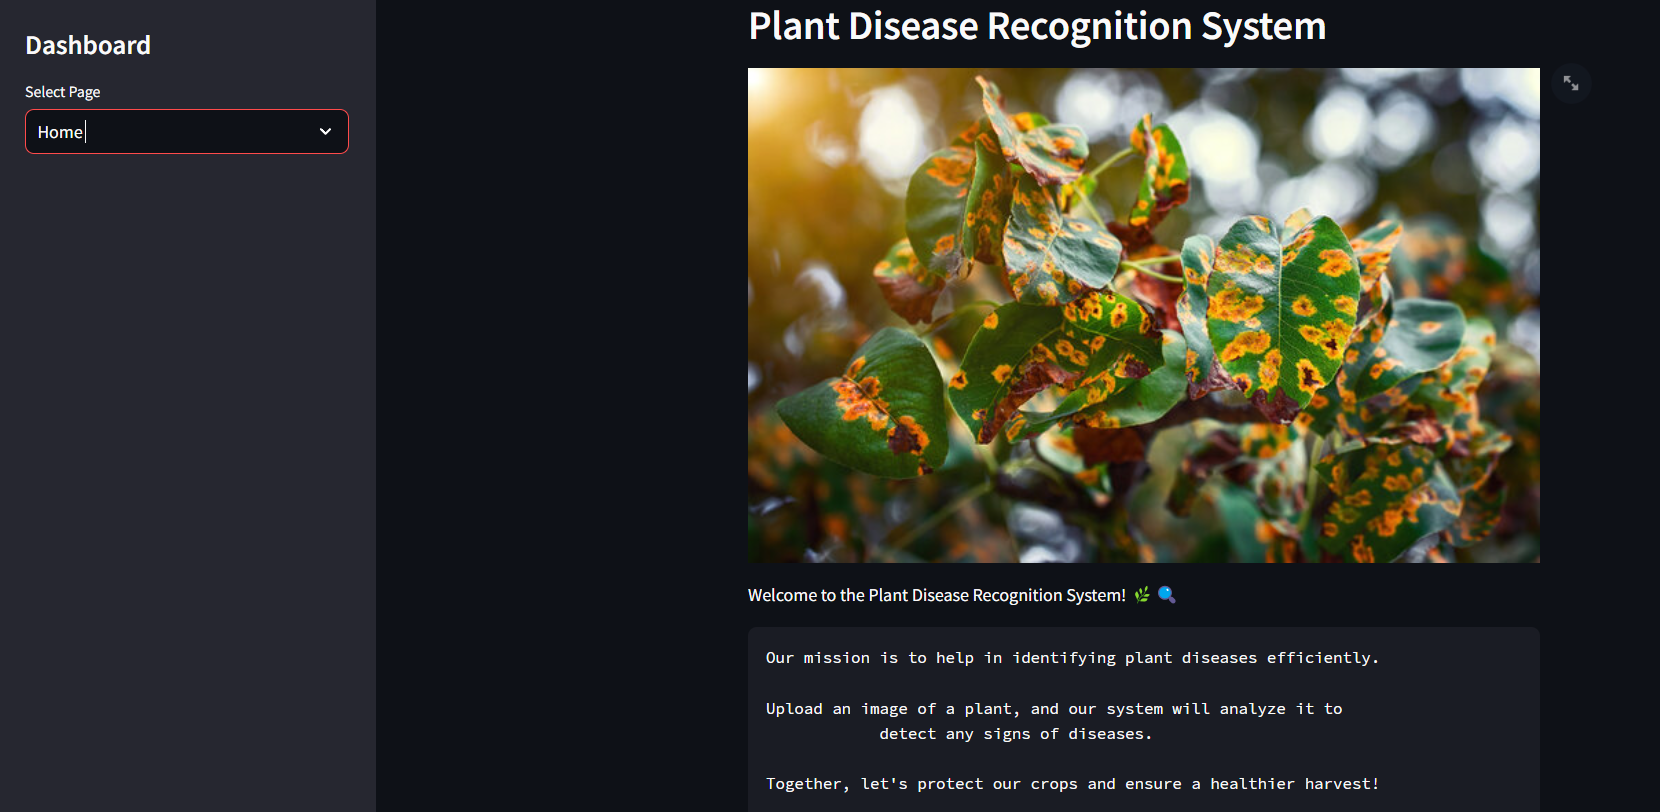 Dashboard
Select Page
Home
Plant Disease Recognition System
Welcome to the Plant Disease Recognition System! 🌿 🔍
Our mission is to help in identifying plant diseases efficiently.
Upload an image of a plant, and our system will analyze it to
detect any signs of diseases.
Together, let's protect our crops and ensure a healthier harvest!